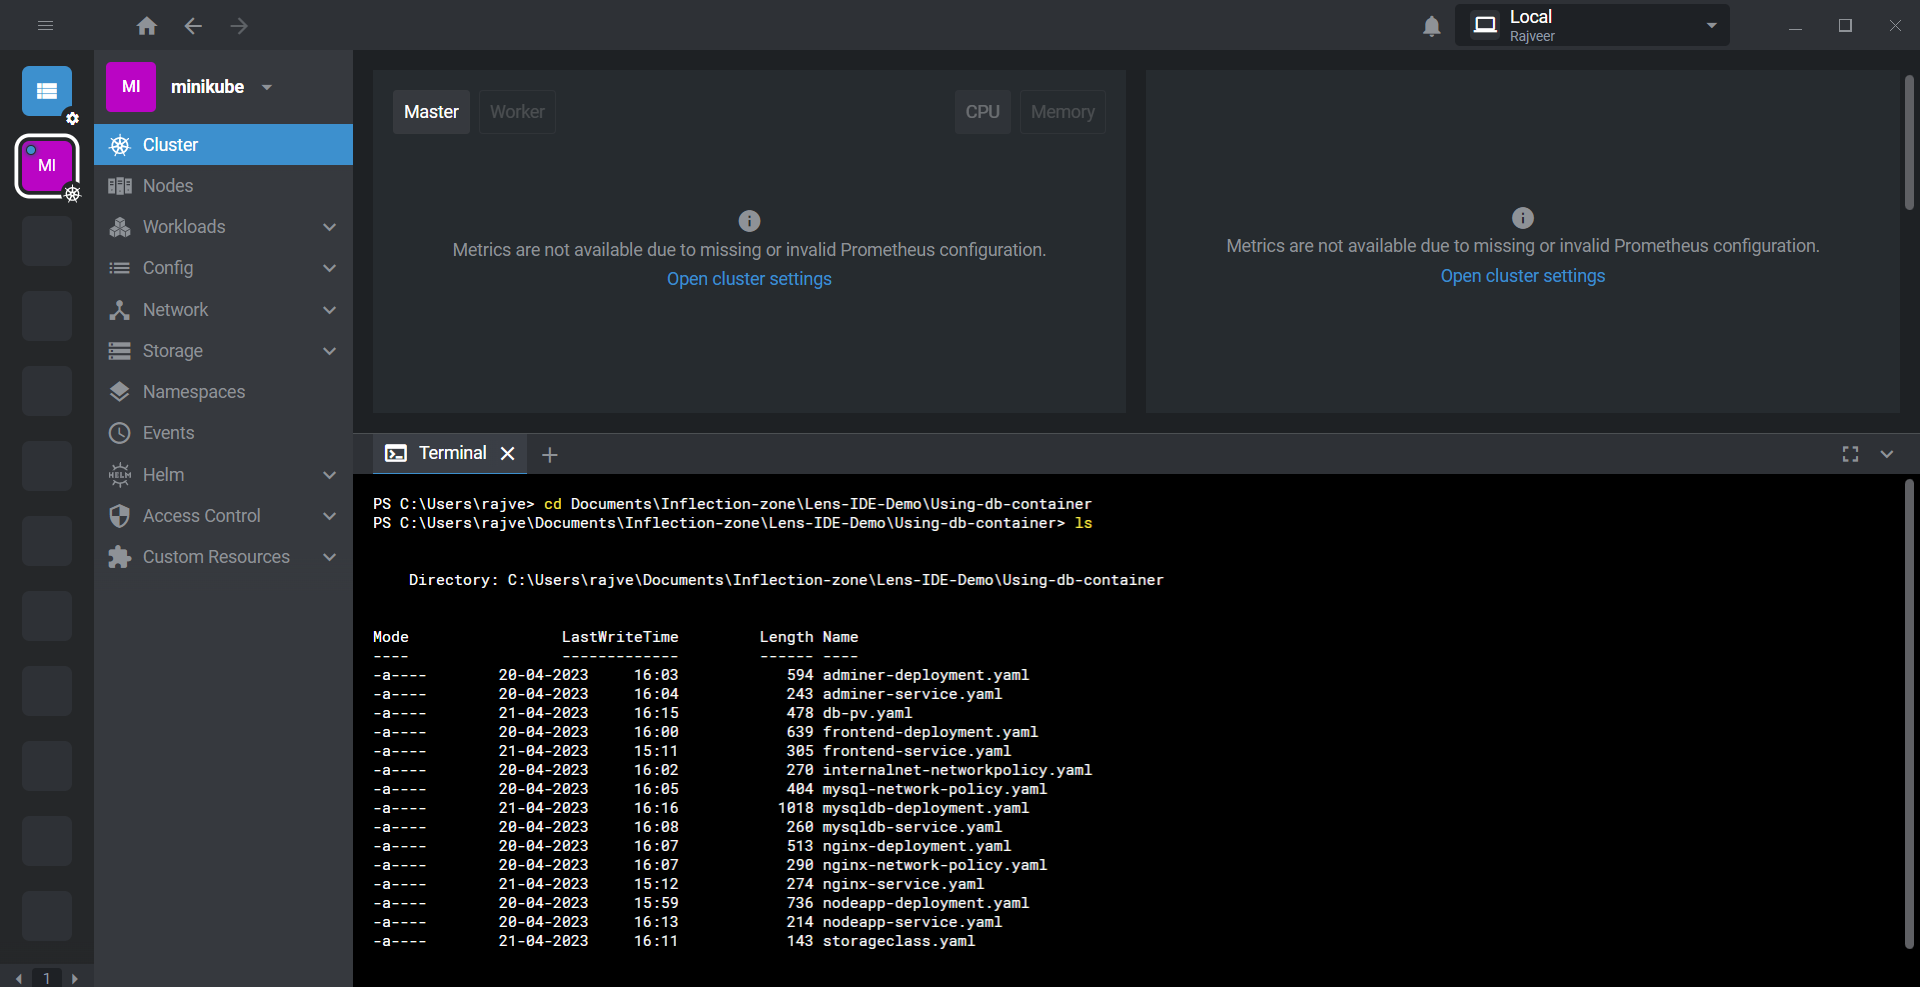 Local
Rajveer
MI minikube
MI
Cluster
Nodes
Workloads
Config
Network
Storage
Namespaces
Events
HELM Helm
Access Control
Custom Resources
1
Master Worker CPU Memory
Metrics are not available due to missing or invalid Prometheus configuration.
Open cluster settings
Metrics are not available due to missing or invalid Prometheus configuration.
Open cluster settings
Terminal
PS C:\Users\rajve> cd Documents\Inflection-zone\Lens-IDE-Demo\Using-db-container
PS C:\Users\rajve\Documents\Inflection-zone\Lens-IDE-Demo\Using-db-container> ls
Directory: C:\Users\rajve\Documents\Inflection-zone\Lens-IDE-Demo\Using-db-container
Mode LastWriteTime Length Name
---- ------------- ------ ----
-a---- 20-04-2023 16:03 594 adminer-deployment.yaml
-a---- 20-04-2023 16:04 243 adminer-service.yaml
-a---- 21-04-2023 16:15 478 db-pv.yaml
-a---- 20-04-2023 16:00 639 frontend-deployment.yaml
-a---- 21-04-2023 15:11 305 frontend-service.yaml
-a---- 20-04-2023 16:02 270 internalnet-networkpolicy.yaml
-a---- 20-04-2023 16:05 404 mysql-network-policy.yaml
-a---- 21-04-2023 16:16 1018 mysqldb-deployment.yaml
-a---- 20-04-2023 16:08 260 mysqldb-service.yaml
-a---- 20-04-2023 16:07 513 nginx-deployment.yaml
-a---- 20-04-2023 16:07 290 nginx-network-policy.yaml
-a---- 21-04-2023 15:12 274 nginx-service.yaml
-a---- 20-04-2023 15:59 736 nodeapp-deployment.yaml
-a---- 20-04-2023 16:13 214 nodeapp-service.yaml
-a---- 21-04-2023 16:11 143 storageclass.yaml